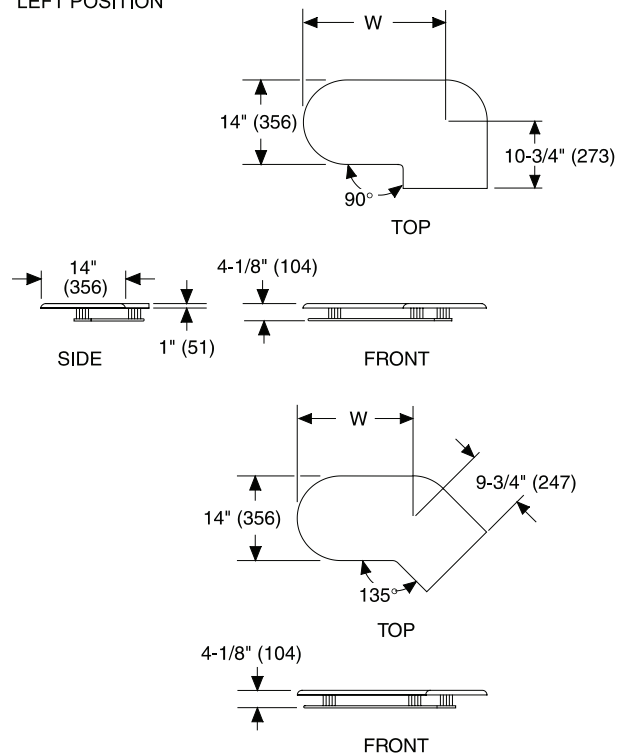 LEFT POSITION
W
14" (356)
10-3/4" (273)
90°
TOP
14"
(356)
4-1/8" (104)
1" (51)
SIDE
FRONT
W
9-3/4" (247)
14" (356)
135°
TOP
4-1/8" (104)
FRONT